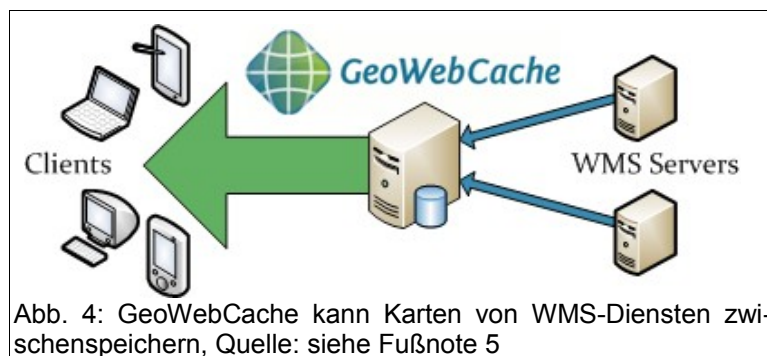 GeoWebCache
Clients
WMS Servers
Abb. 4: GeoWebCache kann Karten von WMS-Diensten zwi-
schenspeichern, Quelle: siehe Fußnote 5